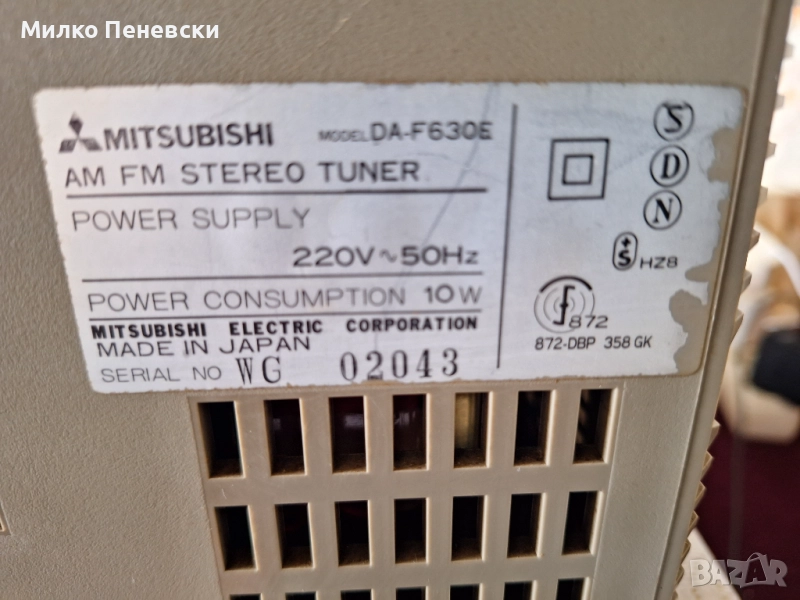 Милко Пеневски
MITSUBISHI MODEL DA-F630E
AM FM STEREO TUNER
POWER SUPPLY
220V~50Hz
POWER CONSUMPTION 10W
MITSUBISHI ELECTRIC CORPORATION
MADE IN JAPAN
SERIAL NO WG 02043
S
D
N
+S HZ8
872
872-DBP 358 GK
BAZAR